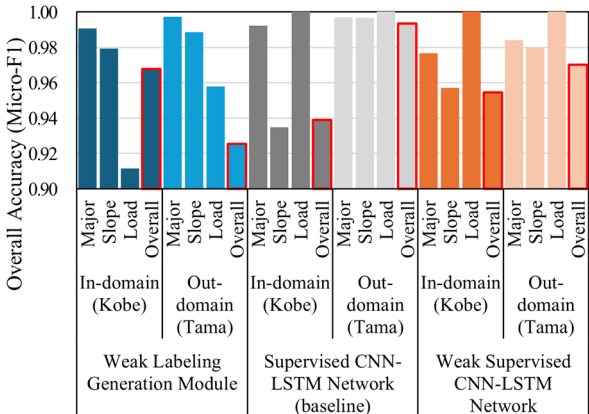 Overall Accuracy (Micro-F1)
1.00
0.98
0.96
0.94
0.92
0.90
Major Slope Load Overall Major Slope Load Overall Major Slope Load Overall Major Slope Load Overall Major Slope Load Overall Major Slope Load Overall
In-domain
(Kobe)
Out-
domain
(Tama)
In-domain
(Kobe)
Out-
domain
(Tama)
In-domain
(Kobe)
Out-
domain
(Tama)
Weak Labeling
Generation Module
Supervised CNN-
LSTM Network
(baseline)
Weak Supervised
CNN-LSTM
Network